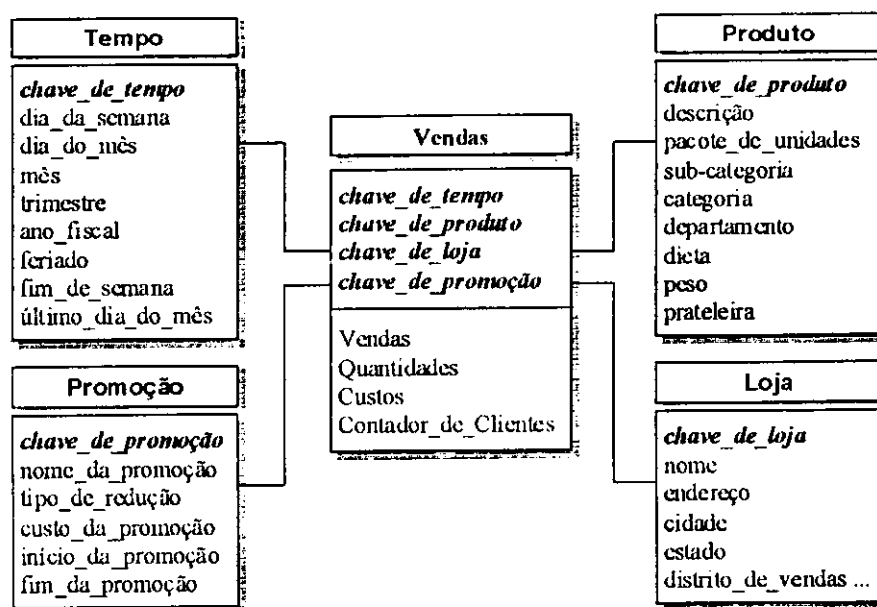 Tempo
chave_de_tempo
dia_da_semana
dia_do_mês
mês
trimestre
ano_fiscal
feriado
fim_de_semana
último_dia_do_mês
Promoção
chave_de_promoção
nome_da_promoção
tipo_de_redução
custo_da_promoção
início_da_promoção
fim_da_promoção
Vendas
chave_de_tempo
chave_de_produto
chave_de_loja
chave_de_promoção
Vendas
Quantidades
Custos
Contador_de_Clientes
Produto
chave_de_produto
descrição
pacote_de_unidades
sub-categoria
categoria
departamento
dieta
peso
prateleira
Loja
chave_de_loja
nome
endereço
cidade
estado
distrito_de_vendas ...